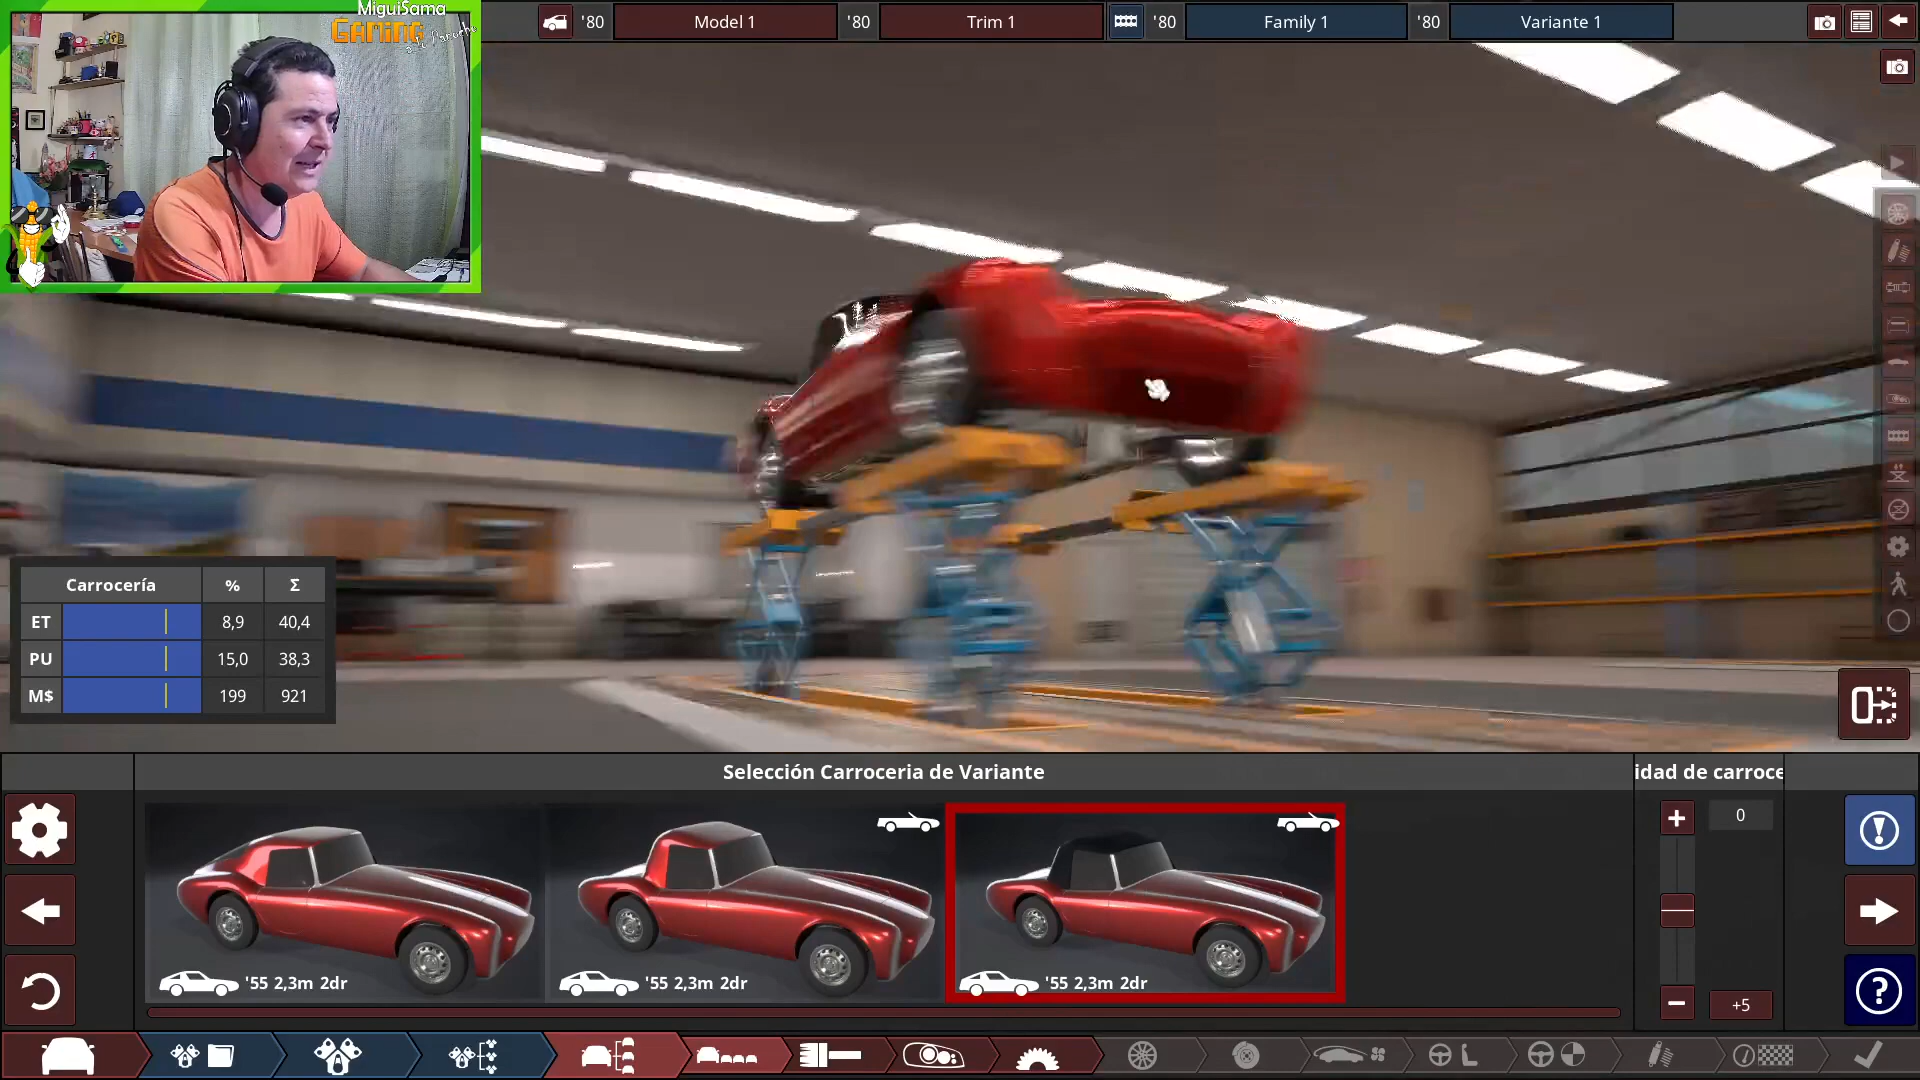 MiguiSama
GAMING
a lo Panocho
'80
Model 1
'80
Trim 1
'80
Family 1
'80
Variante 1
Carrocería % Σ
ET 8,9 40,4
PU 15,0 38,3
M$ 199 921
Selección Carroceria de Variante
idad de carroce
'55 2,3m 2dr
'55 2,3m 2dr
'55 2,3m 2dr
+
0
−
+5
?